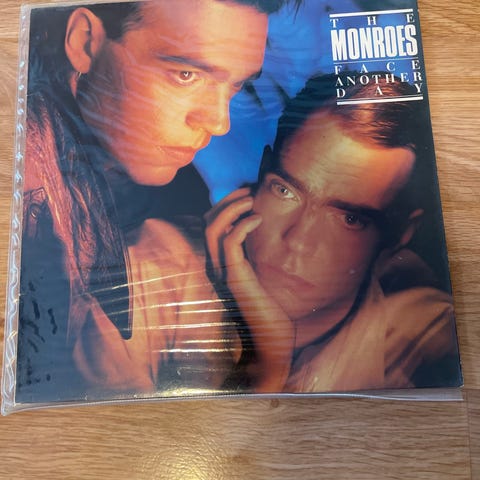 THE
MONROES
FACE
ANOTHER
DAY